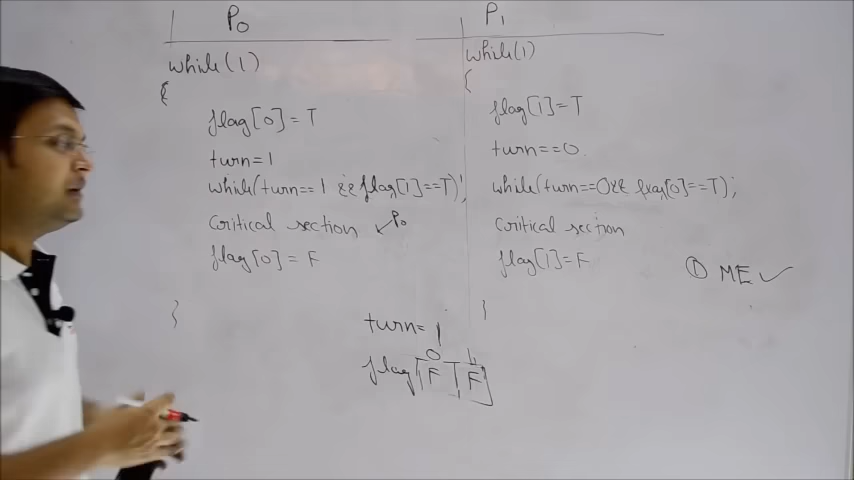 P0
while(1)
{
flag[0] = T
turn=1
while(turn==1 && flag[1]==T);
critical section ↙P0
flag[0] = F
}
P1
while(1)
{
flag[1]=T
turn==0
while(turn==0&& flag[0]==T);
critical section
flag[1]=F
}
① ME ✓
turn= 1
0 1
flag[F F]